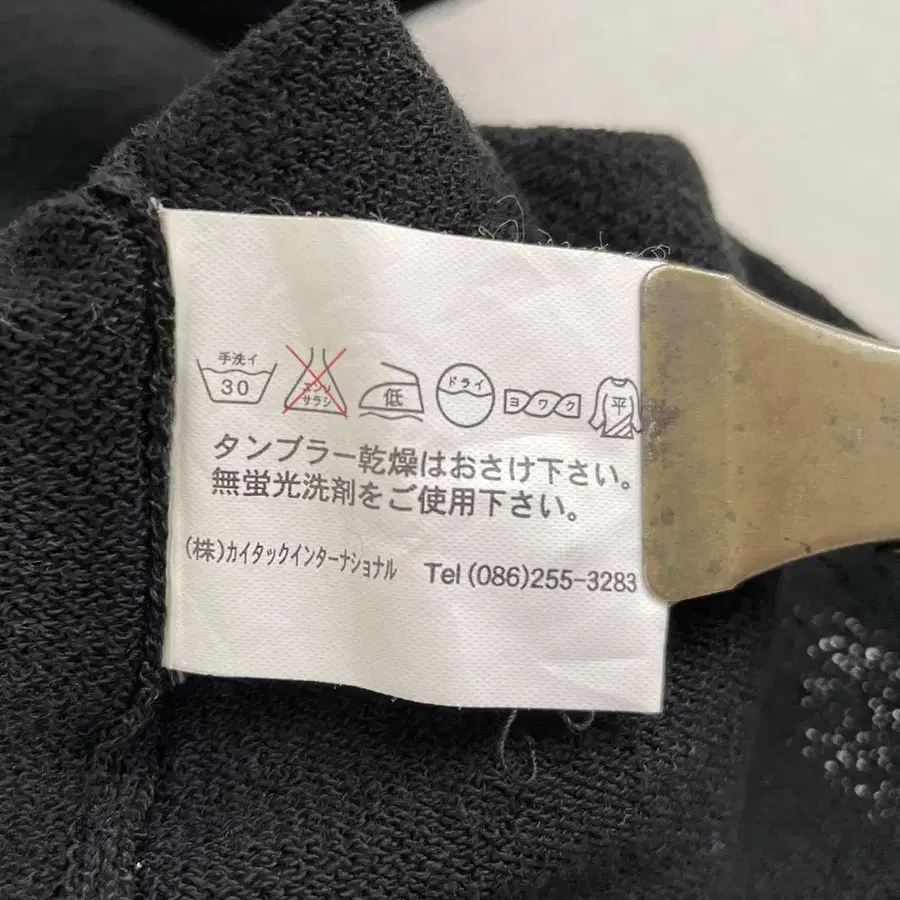 手洗イ 30 エンソ サラシ 低 ドライ ヨワク 平
タンブラー乾燥はおさけ下さい。
無蛍光洗剤をご使用下さい。
(株)カイタックインターナショナル Tel (086)255-3283